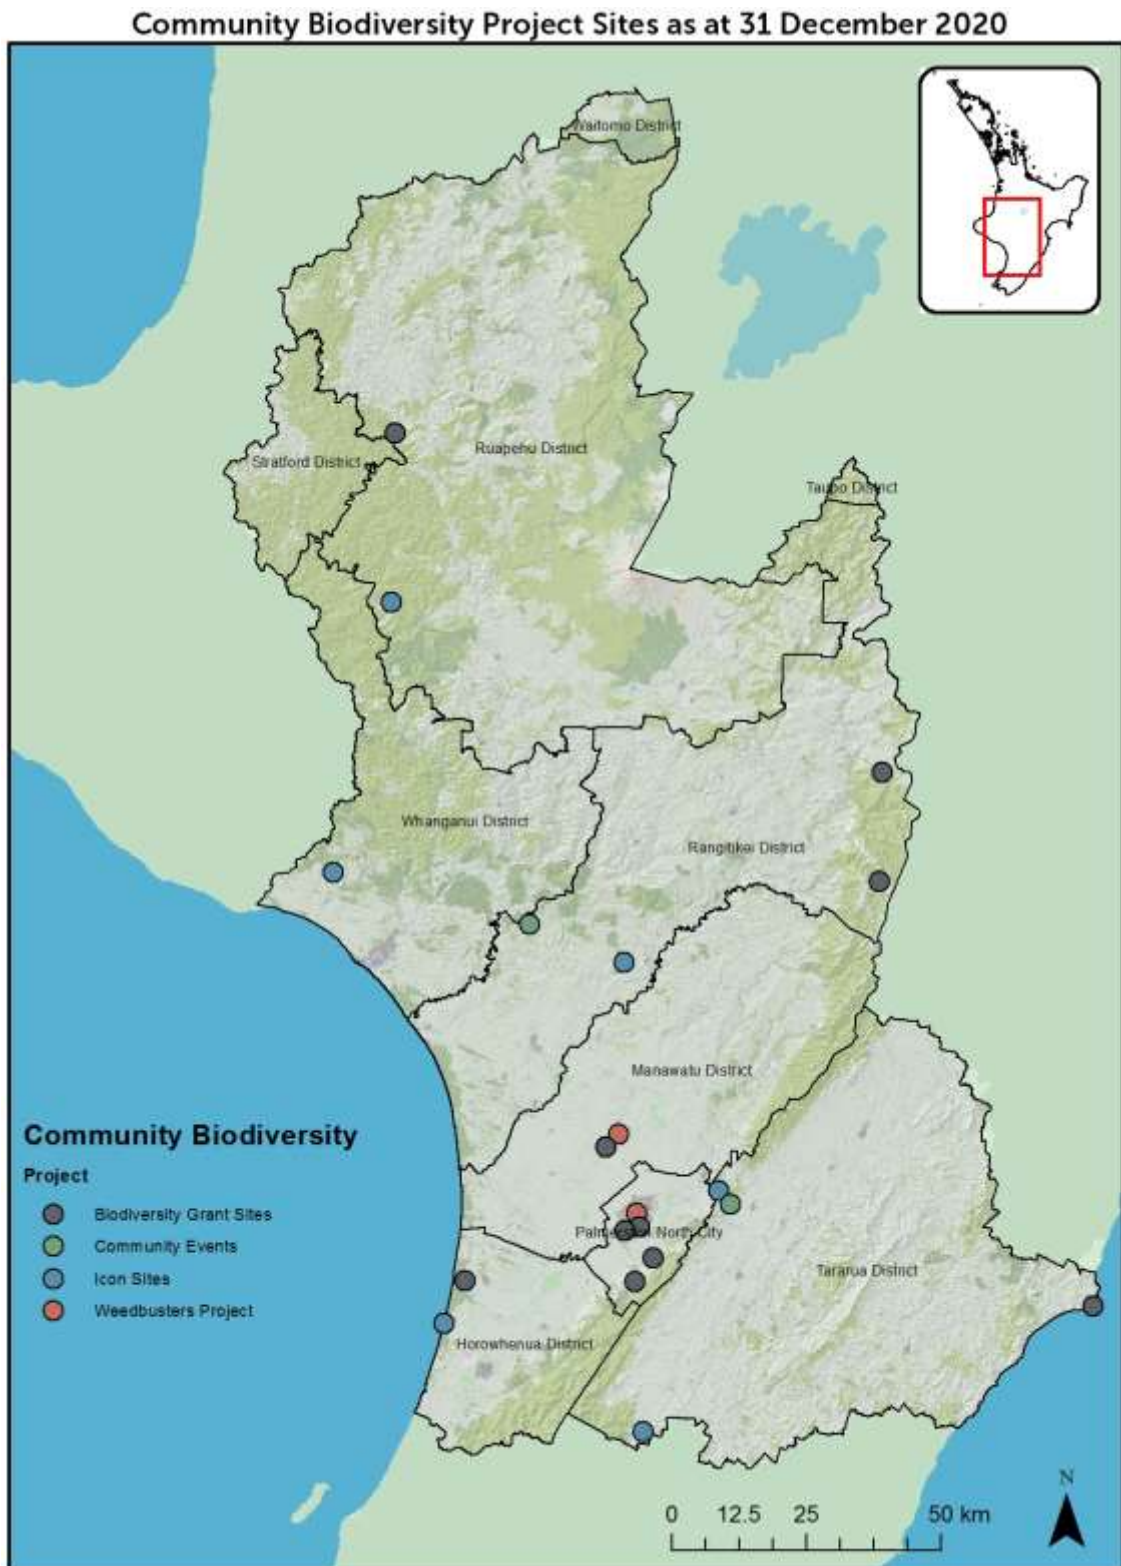 Community Biodiversity Project Sites as at 31 December 2020
Waitomo District
Ruapehu District
Stratford District
Taupo District
Whanganui District
Rangitikei District
Manawatu District
Community Biodiversity
Project
Biodiversity Grant Sites
Community Events
Icon Sites
Weedbusters Project
Palmerston North City
Tararua District
Horowhenua District
N
0 12.5 25 50 km